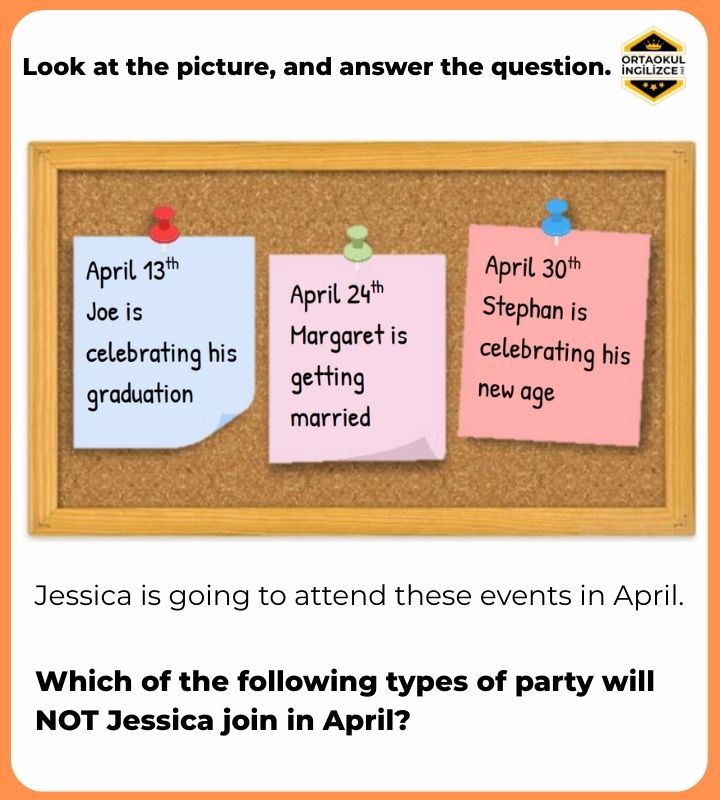 Look at the picture, and answer the question.
ORTAOKUL
İNGİLİZCE.net
April 13th
Joe is
celebrating his
graduation
April 24th
Margaret is
getting
married
April 30th
Stephan is
celebrating his
new age
Jessica is going to attend these events in April.
Which of the following types of party will
NOT Jessica join in April?